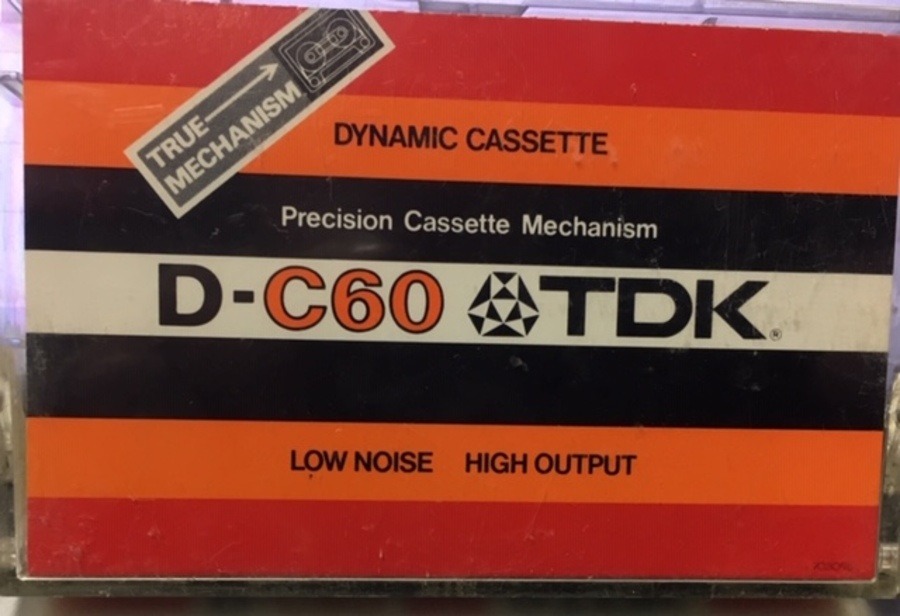 TRUE
MECHANISM
DYNAMIC CASSETTE
Precision Cassette Mechanism
D-C60 TDK®
LOW NOISE HIGH OUTPUT